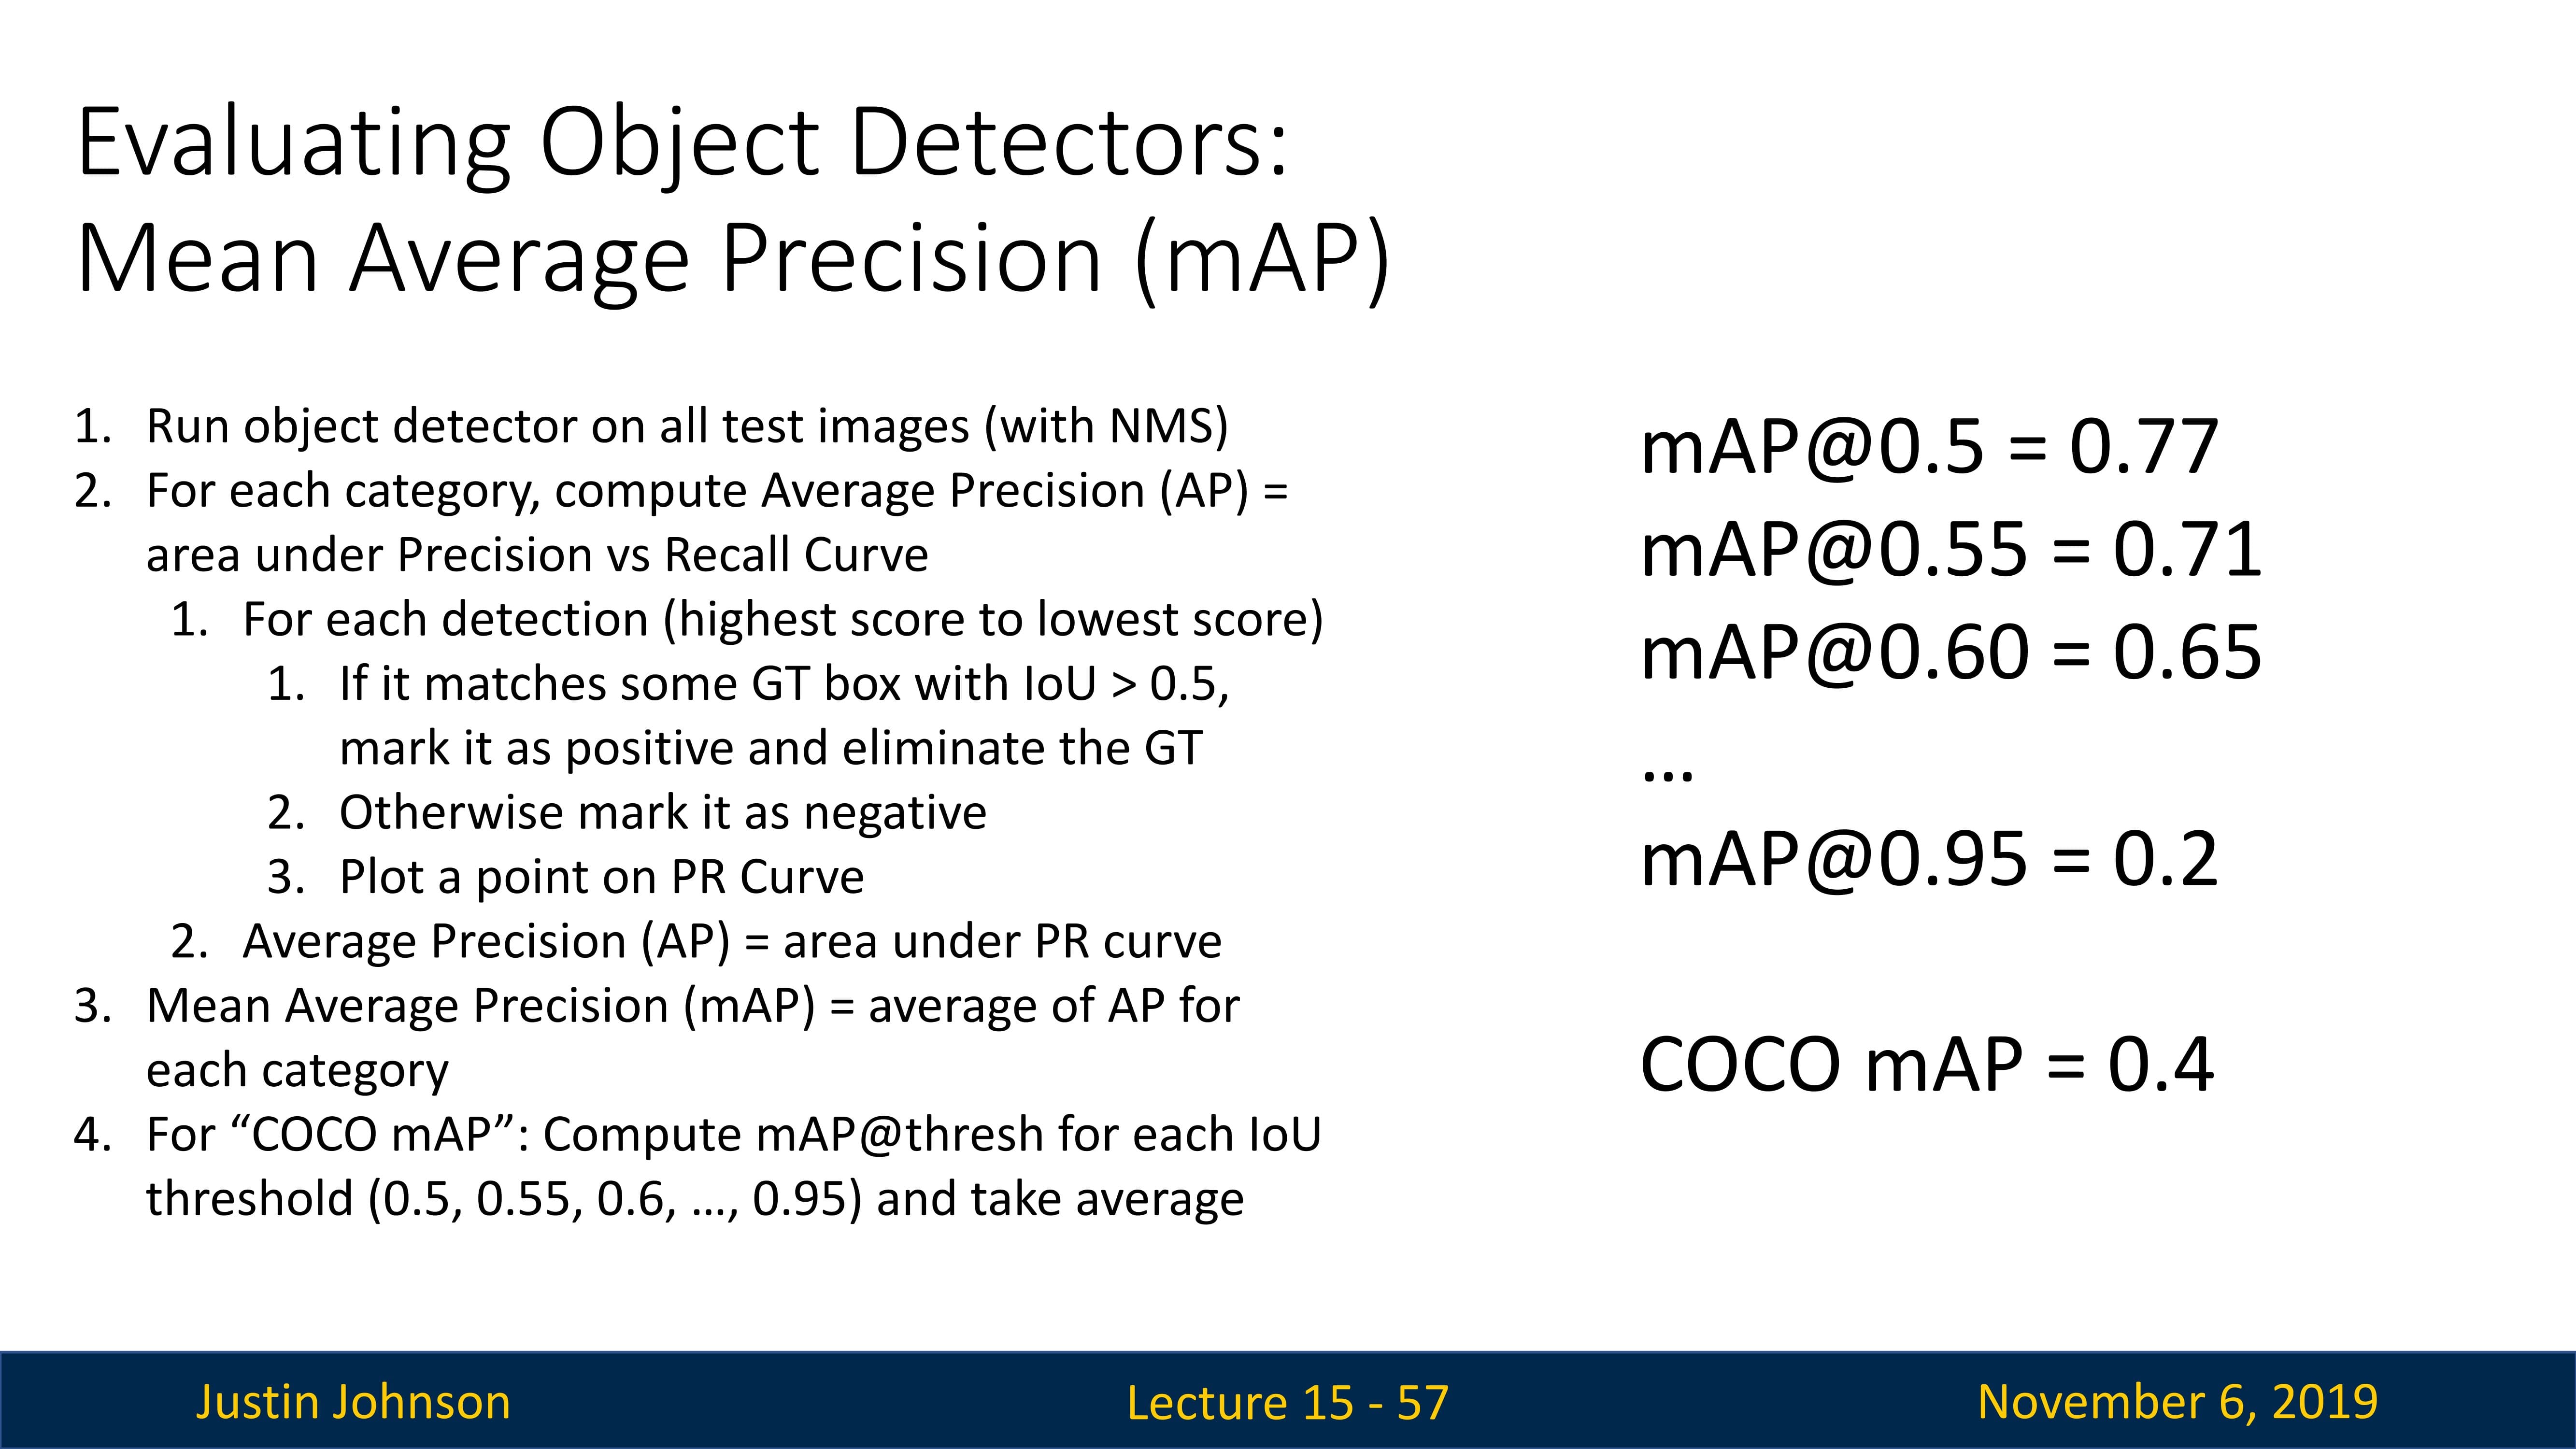 Evaluating Object Detectors:
Mean Average Precision (mAP)
1. Run object detector on all test images (with NMS)
2. For each category, compute Average Precision (AP) =
area under Precision vs Recall Curve
1. For each detection (highest score to lowest score)
1. If it matches some GT box with IoU > 0.5,
mark it as positive and eliminate the GT
2. Otherwise mark it as negative
3. Plot a point on PR Curve
2. Average Precision (AP) = area under PR curve
3. Mean Average Precision (mAP) = average of AP for
each category
4. For “COCO mAP”: Compute mAP@thresh for each IoU
threshold (0.5, 0.55, 0.6, …, 0.95) and take average
mAP@0.5 = 0.77
mAP@0.55 = 0.71
mAP@0.60 = 0.65
…
mAP@0.95 = 0.2
COCO mAP = 0.4
Justin Johnson
Lecture 15 - 57
November 6, 2019